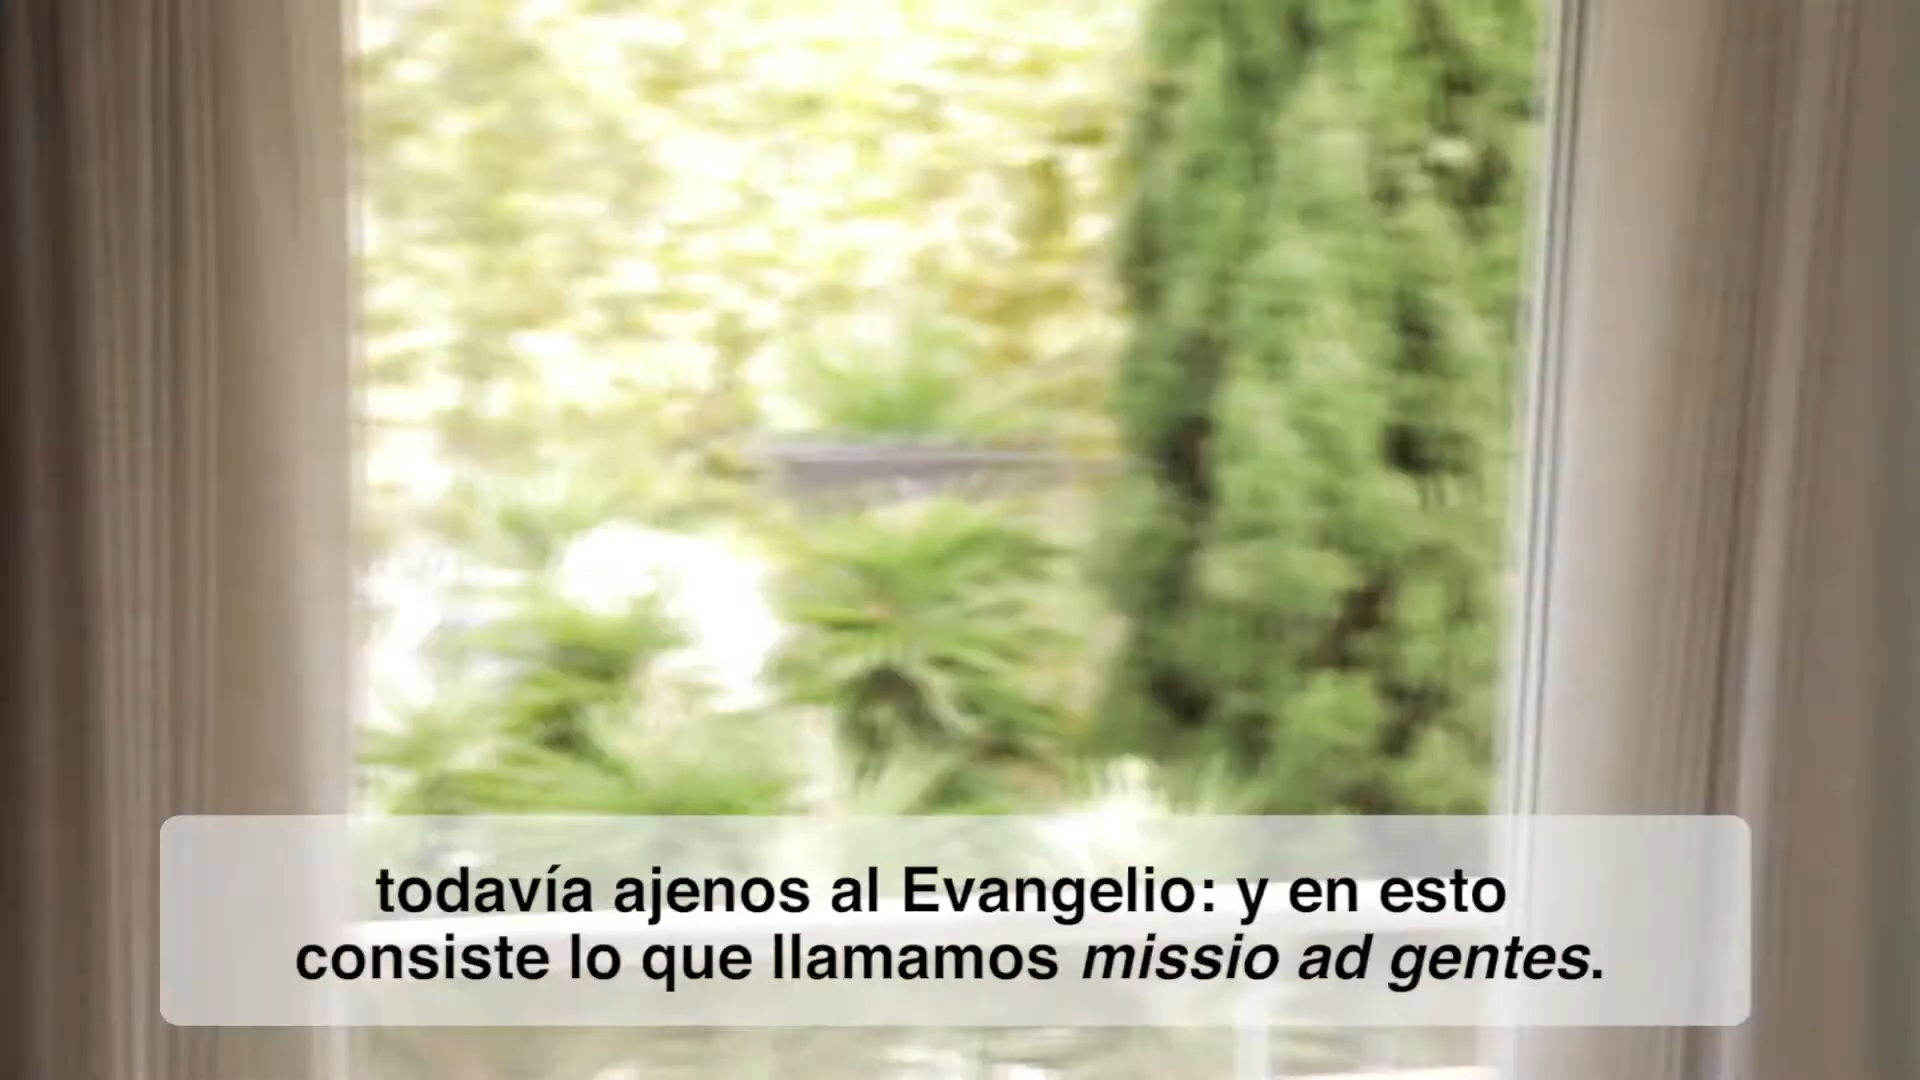 todavía ajenos al Evangelio: y en esto
consiste lo que llamamos missio ad gentes.